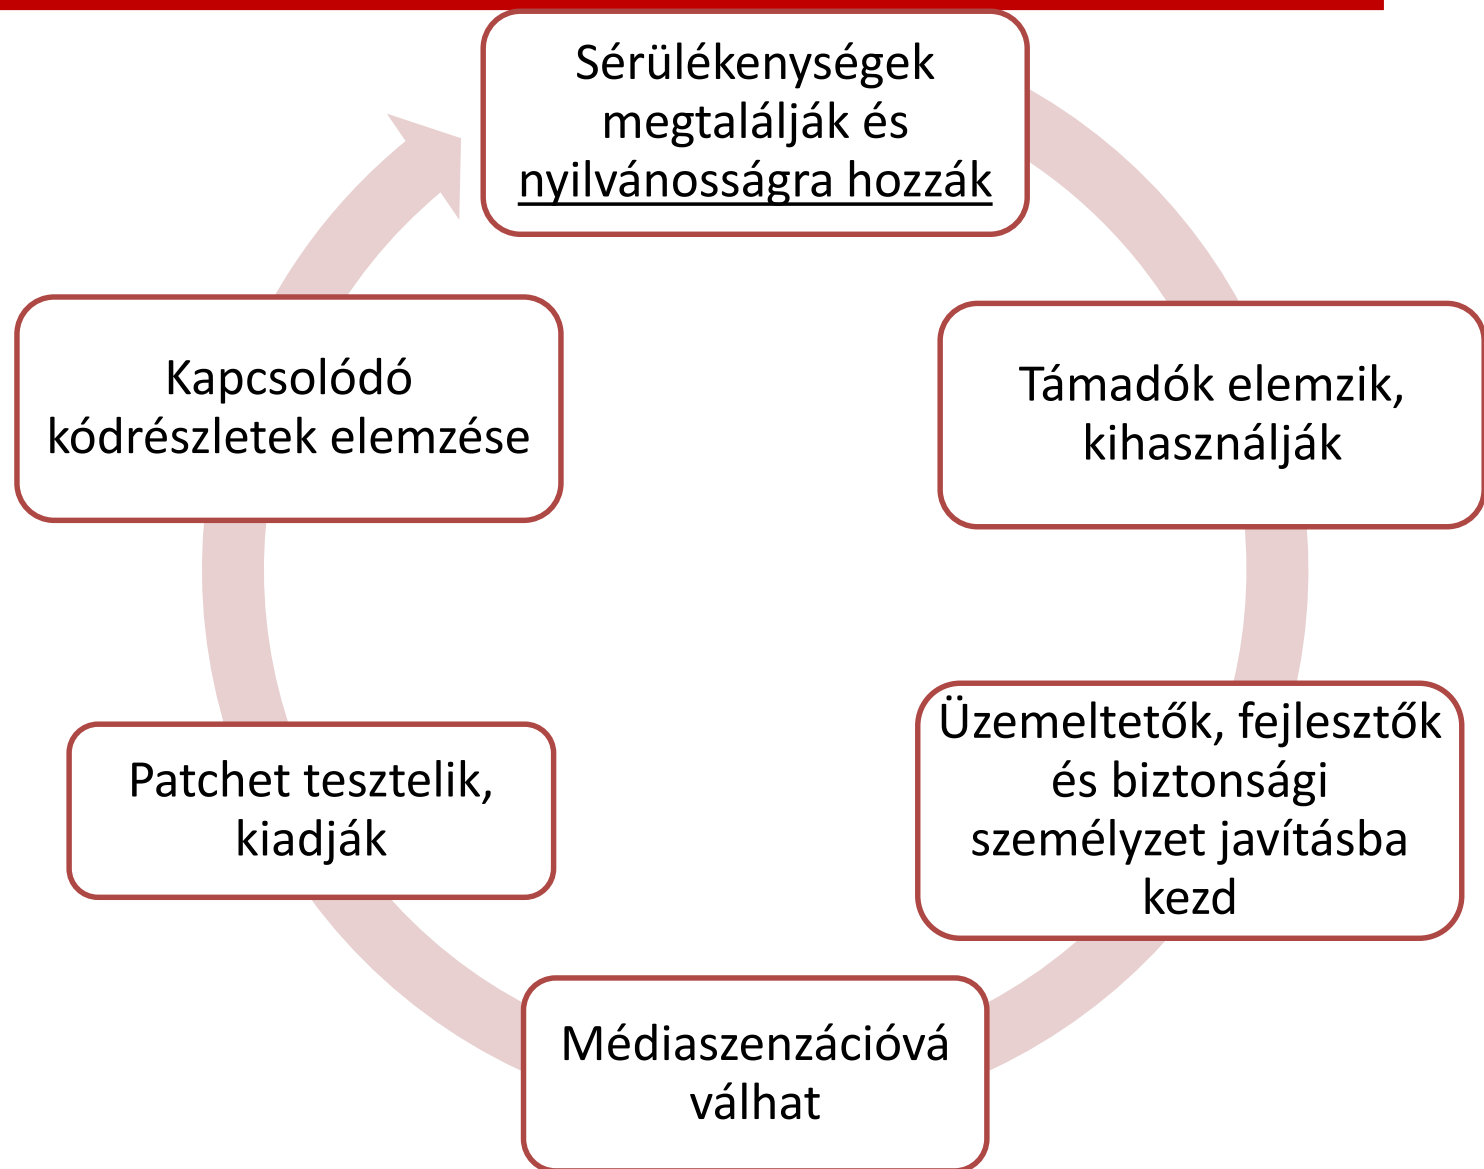 Sérülékenységek
megtalálják és
nyilvánosságra hozzák
Támadók elemzik,
kihasználják
Üzemeltetők, fejlesztők
és biztonsági
személyzet javításba
kezd
Médiaszenzációvá
válhat
Patchet tesztelik,
kiadják
Kapcsolódó
kódrészletek elemzése